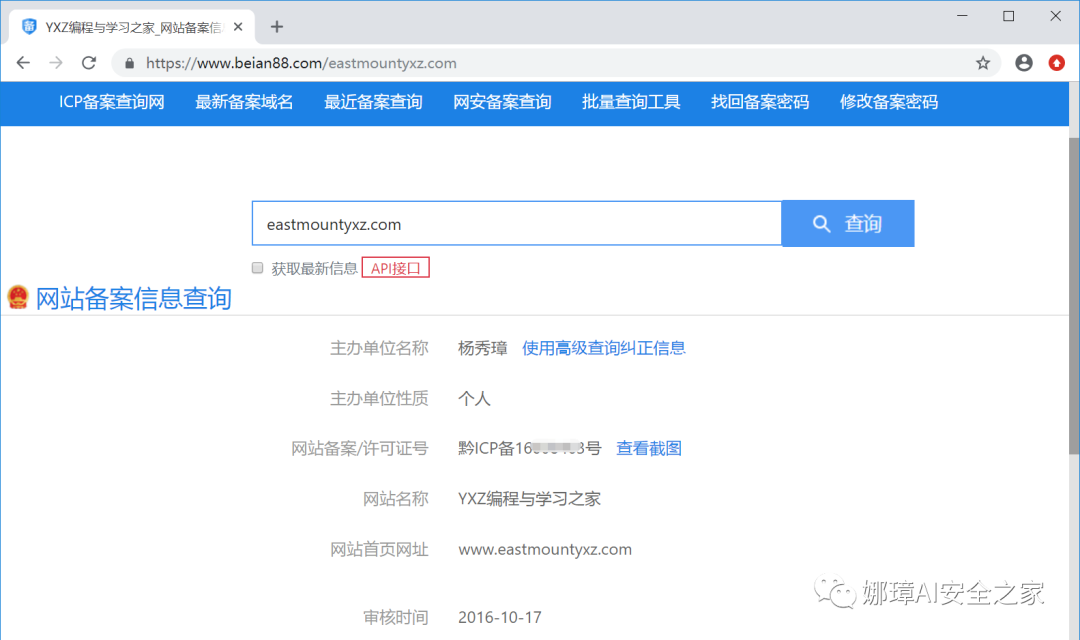 YXZ编程与学习之家_网站备案信
https://www.beian88.com/eastmountyxz.com
ICP备案查询网 最新备案域名 最近备案查询 网安备案查询 批量查询工具 找回备案密码 修改备案密码
eastmountyxz.com 查询
获取最新信息 API接口
网站备案信息查询
主办单位名称 杨秀璋 使用高级查询纠正信息
主办单位性质 个人
网站备案/许可证号 黔ICP备16 号 查看截图
网站名称 YXZ编程与学习之家
网站首页网址 www.eastmountyxz.com
娜璋AI安全之家
审核时间 2016-10-17